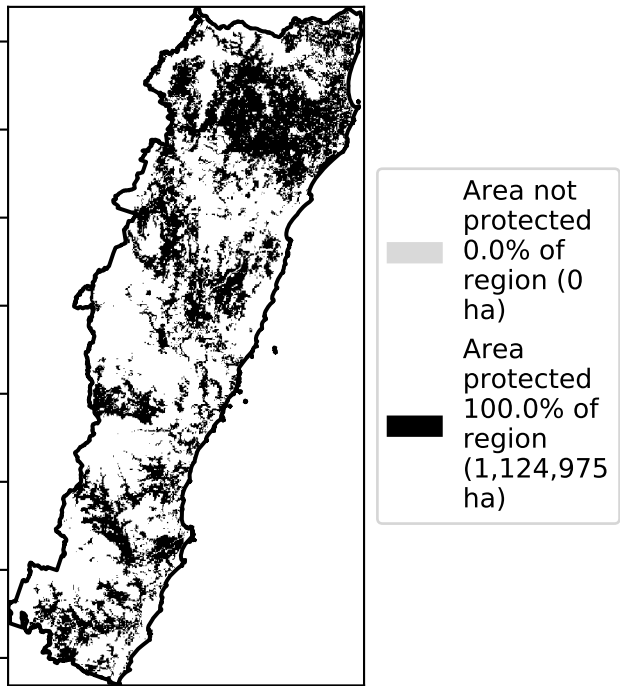 Area not
protected
0.0% of
region (0
ha)
Area
protected
100.0% of
region
(1,124,975
ha)